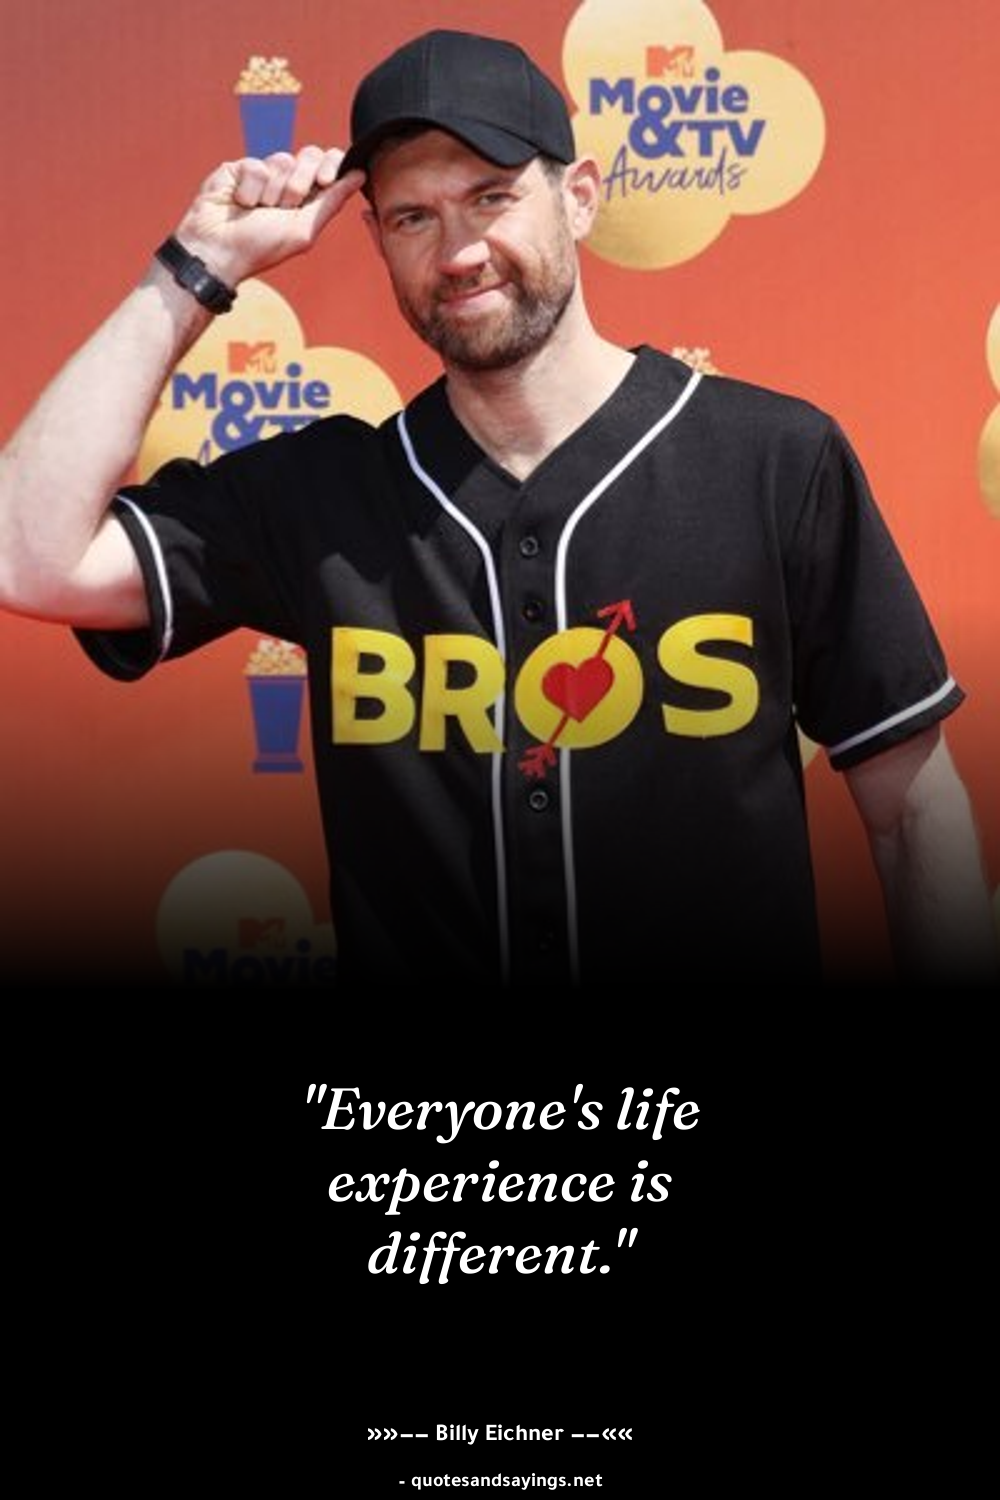 MTV
Movie
&TV
Awards
MTV
Movie
&TV
BROS
MTV
Movie
"Everyone's life
experience is
different."
»»−− Billy Eichner −−««
- quotesandsayings.net